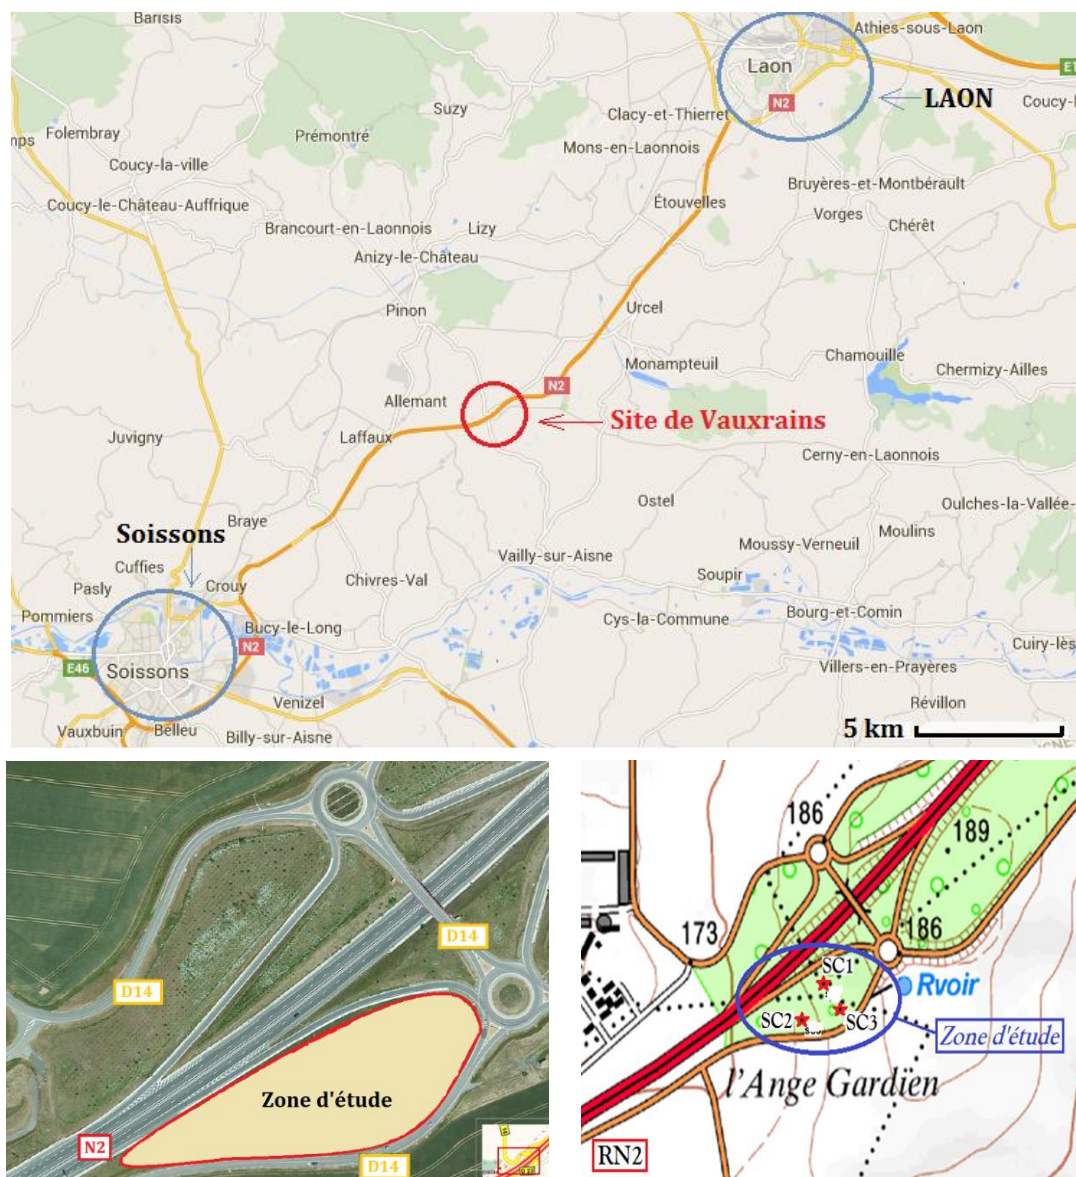 Barisis
Athies-sous-Laon
Laon
E1
N2
LAON
Coucy-l
Suzy
Clacy-et-Thierret
Folembray
Prémontré
mps
Mons-en-Laonnois
Coucy-la-ville
Bruyères-et-Montbérault
Coucy-le-Château-Auffrique
Étouvelles
Vorges
Chérêt
Brancourt-en-Laonnois
Lizy
Anizy-le-Château
Pinon
Urcel
Chamouille
Monampteuil
Chermizy-Ailles
N2
Allemant
Site de Vauxrains
Juvigny
Laffaux
Cerny-en-Laonnois
Ostel
Oulches-la-Vallée-
Braye
Soissons
Moulins
Moussy-Verneuil
Vailly-sur-Aisne
Cuffies
Pasly
Crouy
Chivres-Val
Soupir
Pommiers
Bourg-et-Comin
Cys-la-Commune
Bucy-le-Long
N2
Cuiry-lès
E46
Soissons
Villers-en-Prayères
Venizel
Révillon
Vauxbuin
Belleu
Billy-sur-Aisne
5 km
D14
D14
Zone d'étude
N2
D14
186
189
173
186
SC1
Rvoir
SC2
SC3
Zone d'étude
l'Ange Gardïen
RN2